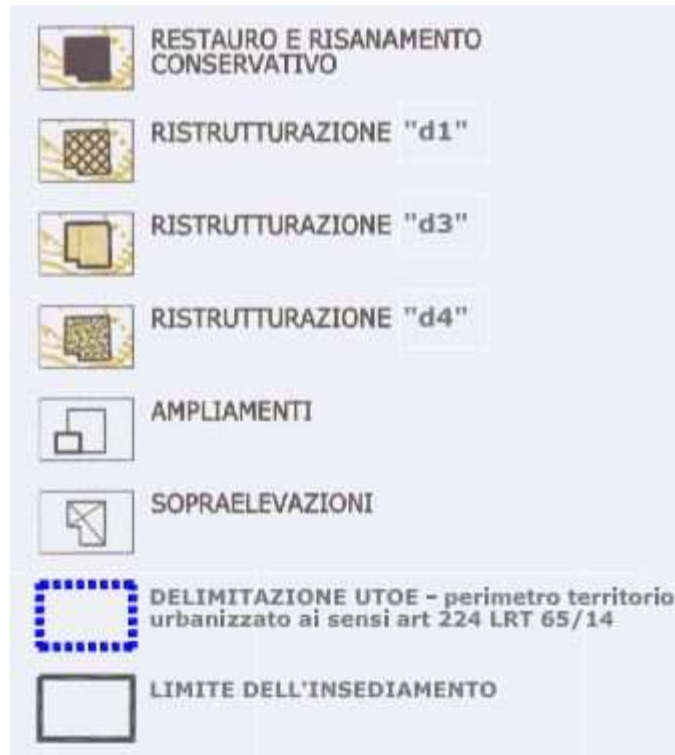 RESTAURO E RISANAMENTO
CONSERVATIVO
RISTRUTTURAZIONE "d1"
RISTRUTTURAZIONE "d3"
RISTRUTTURAZIONE "d4"
AMPLIAMENTI
SOPRAELEVAZIONI
DELIMITAZIONE UTOE - perimetro territorio
urbanizzato ai sensi art 224 LRT 65/14
LIMITE DELL'INSEDIAMENTO